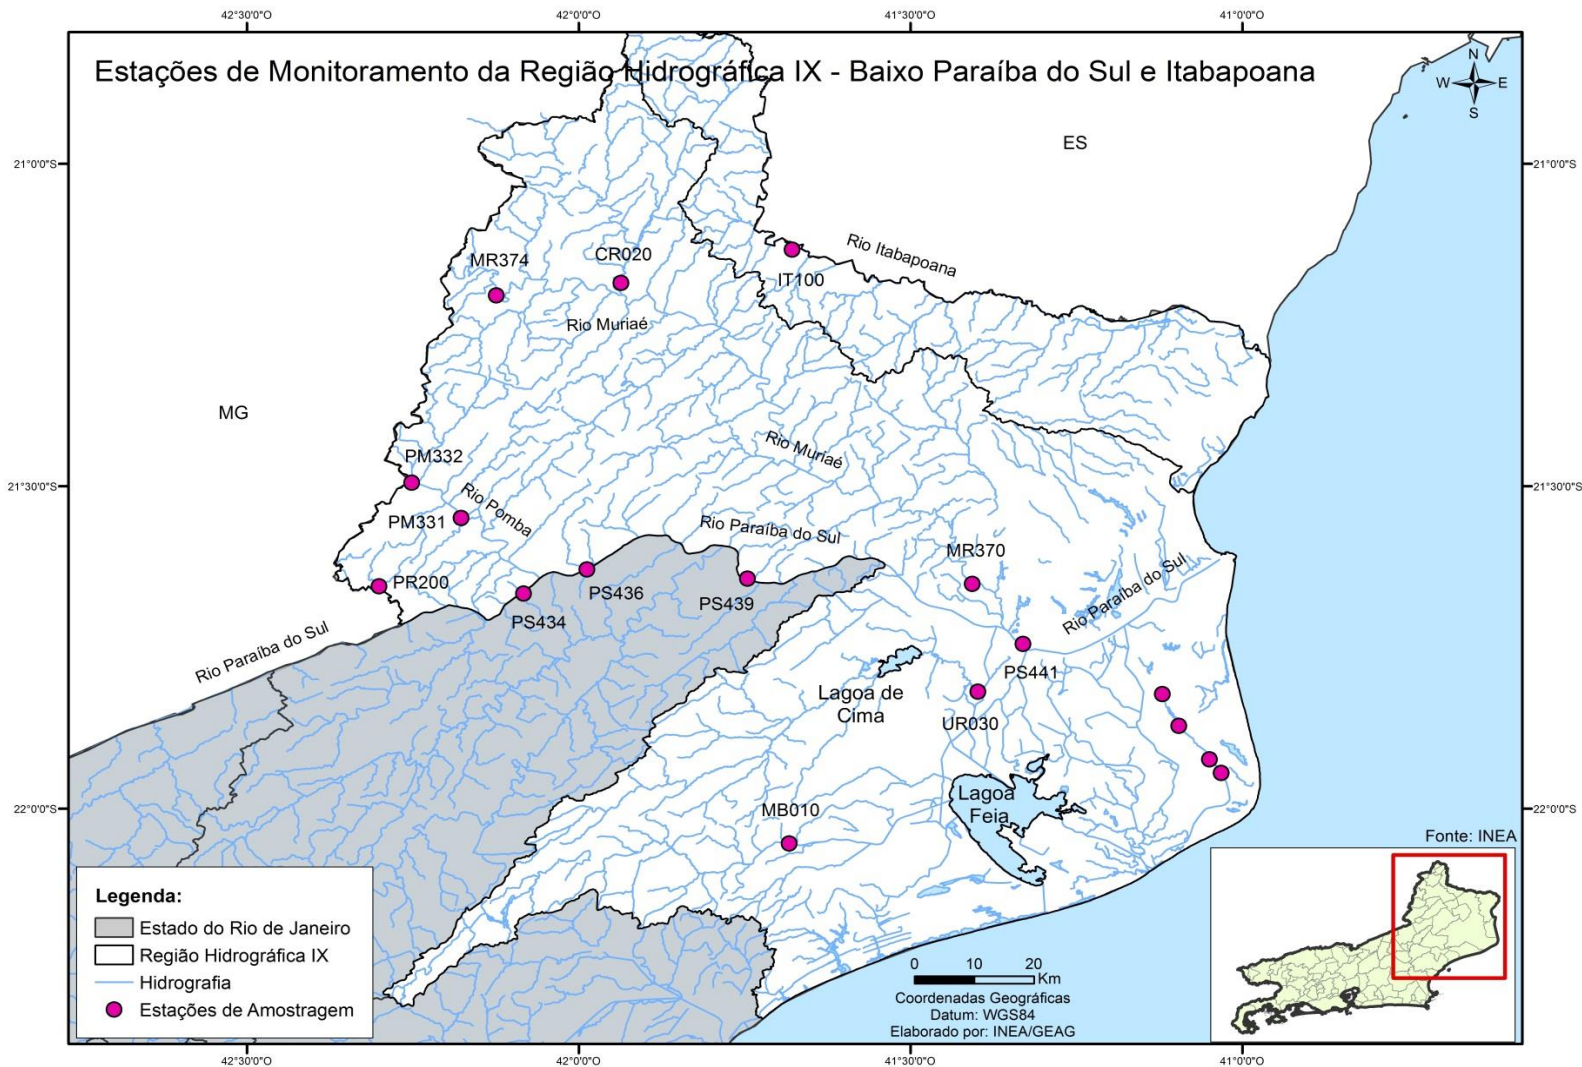 42°30'0"O
42°0'0"O
41°30'0"O
41°0'0"O
Estações de Monitoramento da Região Hidrográfica IX - Baixo Paraíba do Sul e Itabapoana
N
W
E
S
ES
21°0'0"S
21°0'0"S
Rio Itabapoana
MR374
CR020
IT100
Rio Muriaé
MG
Rio Muriaé
PM332
21°30'0"S
21°30'0"S
Rio Pomba
PM331
Rio Paraíba do Sul
MR370
PR200
PS436
PS439
PS434
Rio Paraíba do Sul
Rio Paraíba do Sul
PS441
Lagoa de
Cima
UR030
Lagoa
Feia
MB010
22°0'0"S
22°0'0"S
Fonte: INEA
Legenda:
Estado do Rio de Janeiro
Região Hidrográfica IX
Hidrografia
Estações de Amostragem
0
10
20
Km
Coordenadas Geográficas
Datum: WGS84
Elaborado por: INEA/GEAG
42°30'0"O
42°0'0"O
41°30'0"O
41°0'0"O